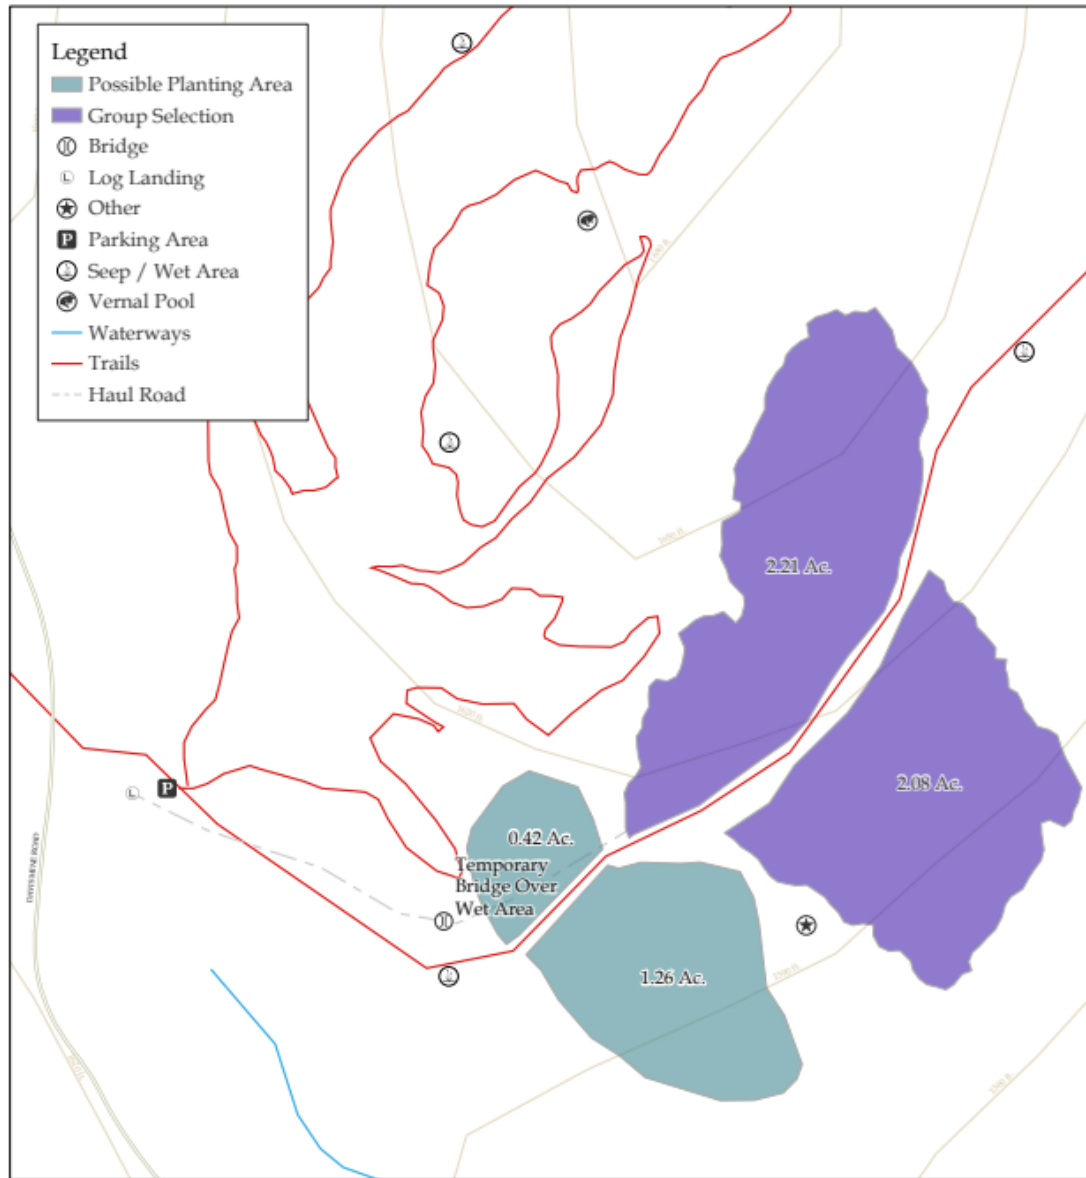 Legend
Possible Planting Area
Group Selection
Bridge
Log Landing
Other
Parking Area
Seep / Wet Area
Vernal Pool
Waterways
Trails
Haul Road
2.21 Ac.
2.08 Ac.
0.42 Ac.
Temporary
Bridge Over
Wet Area
1.26 Ac.
P
L